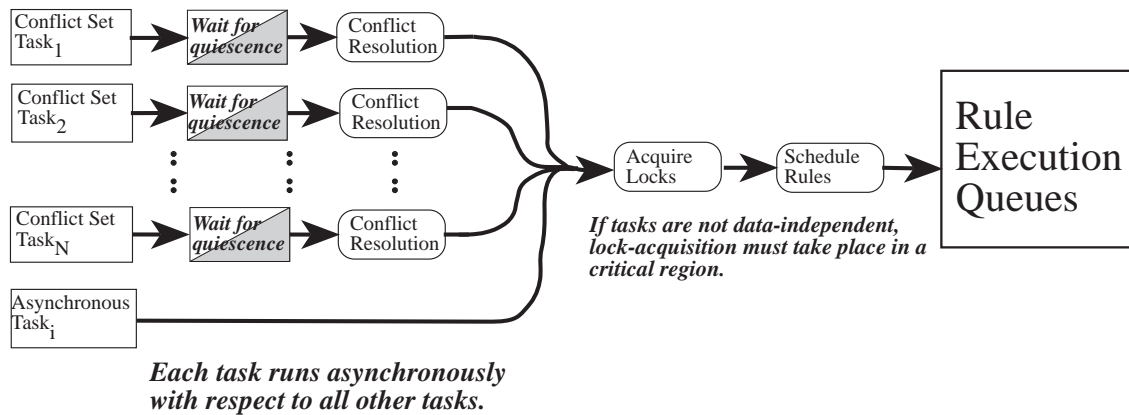 Conflict Set
Task1
Wait for
quiescence
Conflict
Resolution
Conflict Set
Task2
Wait for
quiescence
Conflict
Resolution
Conflict Set
TaskN
Wait for
quiescence
Conflict
Resolution
Asynchronous
Taski
Acquire
Locks
Schedule
Rules
Rule
Execution
Queues
If tasks are not data-independent,
lock-acquisition must take place in a
critical region.
Each task runs asynchronously
with respect to all other tasks.